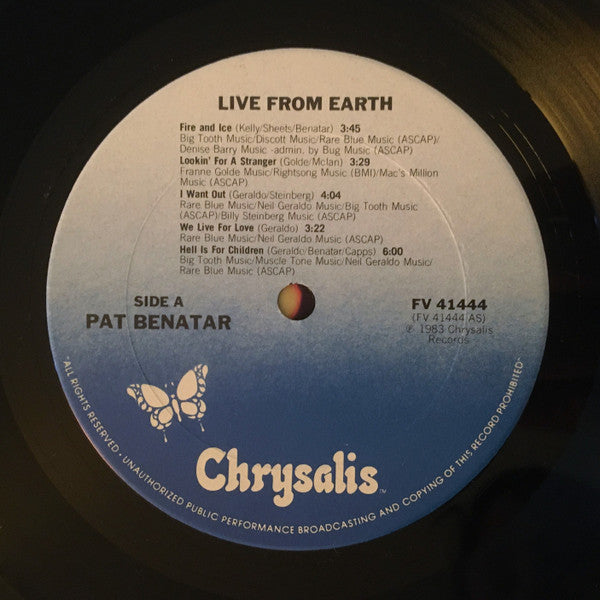 LIVE FROM EARTH
Fire and Ice (Kelly/Sheets/Benatar) 3:45
Big Tooth Music/Discott Music/Rare Blue Music (ASCAP)/
Denise Barry Music -admin. by Bug Music (ASCAP)
Lookin' For A Stranger (Golde/McIan) 3:29
Franne Golde Music/Rightsong Music (BMI)/Mac's Million
Music (ASCAP)
I Want Out (Geraldo/Steinberg) 4:04
Rare Blue Music/Neil Geraldo Music/Big Tooth Music
(ASCAP)/Billy Steinberg Music (ASCAP)
We Live For Love (Geraldo) 3:22
Rare Blue Music/Neil Geraldo Music (ASCAP)
Hell Is For Children (Geraldo/Benatar/Capps) 6:00
Big Tooth Music/Muscle Tone Music/Neil Geraldo Music/
Rare Blue Music (ASCAP)
SIDE A
PAT BENATAR
FV 41444
(FV 41444 AS)
℗ 1983 Chrysalis
Records
Chrysalis™
"ALL RIGHTS RESERVED - UNAUTHORIZED PUBLIC PERFORMANCE BROADCASTING AND COPYING OF THIS RECORD PROHIBITED"